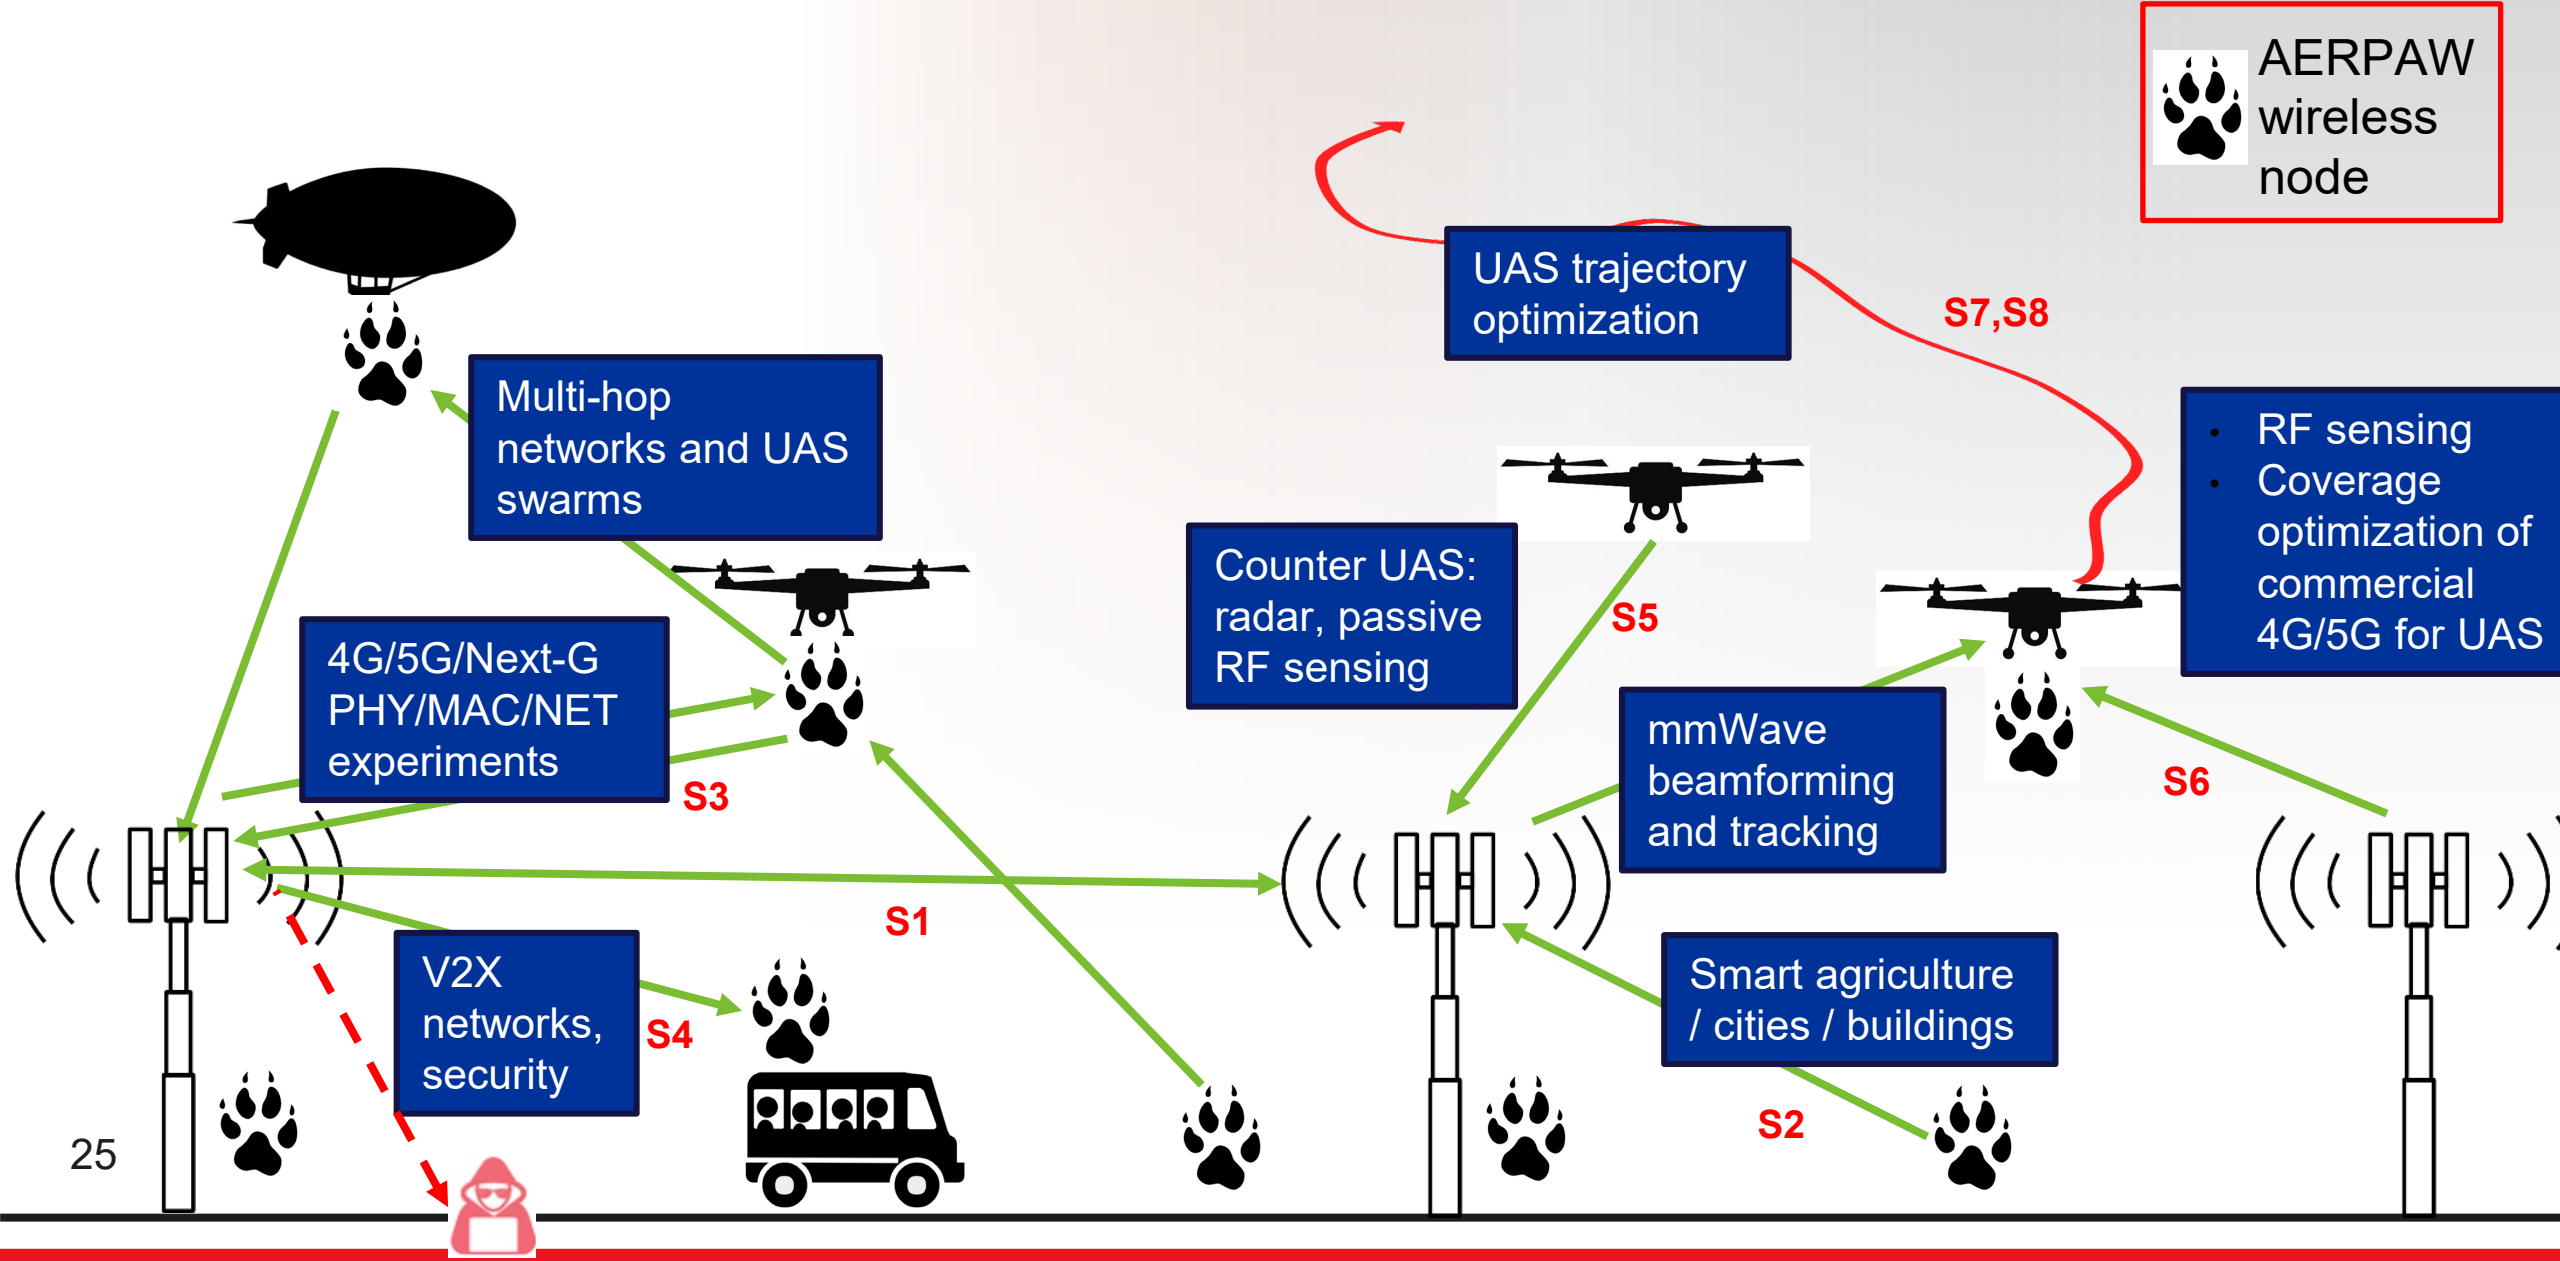 AERPAW
wireless
node
UAS trajectory
optimization
S7,S8
Multi-hop
networks and UAS
swarms
• RF sensing
• Coverage
optimization of
commercial
4G/5G for UAS
Counter UAS:
radar, passive
RF sensing
S5
4G/5G/Next-G
PHY/MAC/NET
experiments
S3
mmWave
beamforming
and tracking
S6
S1
V2X
networks,
security
S4
Smart agriculture
/ cities / buildings
S2
25